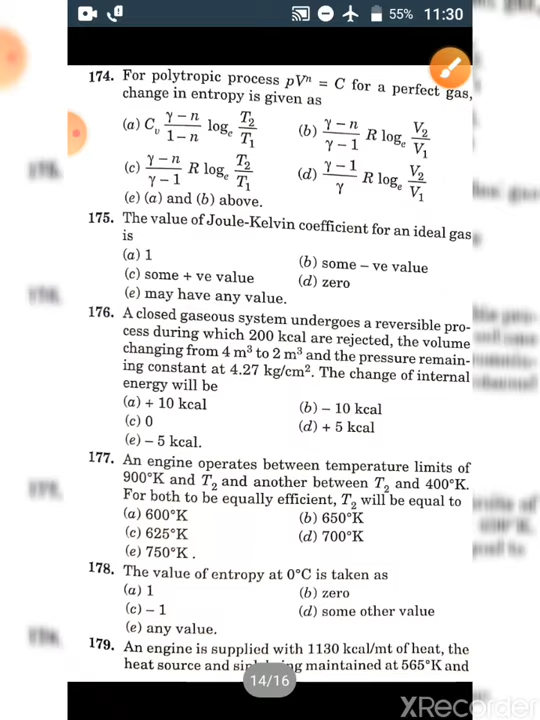 55% 11:30
174. For polytropic process pVⁿ = C for a perfect gas,
change in entropy is given as
(a) C_v (γ – n)/(1 – n) log_e T₂/T₁ (b) (γ – n)/(γ – 1) R log_e V₂/V₁
(c) (γ – n)/(γ – 1) R log_e T₂/T₁ (d) (γ – 1)/γ R log_e V₂/V₁
(e) (a) and (b) above.
175. The value of Joule-Kelvin coefficient for an ideal gas
is
(a) 1 (b) some – ve value
(c) some + ve value (d) zero
(e) may have any value.
176. A closed gaseous system undergoes a reversible pro-
cess during which 200 kcal are rejected, the volume
changing from 4 m³ to 2 m³ and the pressure remain-
ing constant at 4.27 kg/cm². The change of internal
energy will be
(a) + 10 kcal (b) – 10 kcal
(c) 0 (d) + 5 kcal
(e) – 5 kcal.
177. An engine operates between temperature limits of
900°K and T₂ and another between T₂ and 400°K.
For both to be equally efficient, T₂ will be equal to
(a) 600°K (b) 650°K
(c) 625°K (d) 700°K
(e) 750°K .
178. The value of entropy at 0°C is taken as
(a) 1 (b) zero
(c) – 1 (d) some other value
(e) any value.
179. An engine is supplied with 1130 kcal/mt of heat, the
heat source and being maintained at 565°K and
14/16
XRecorder